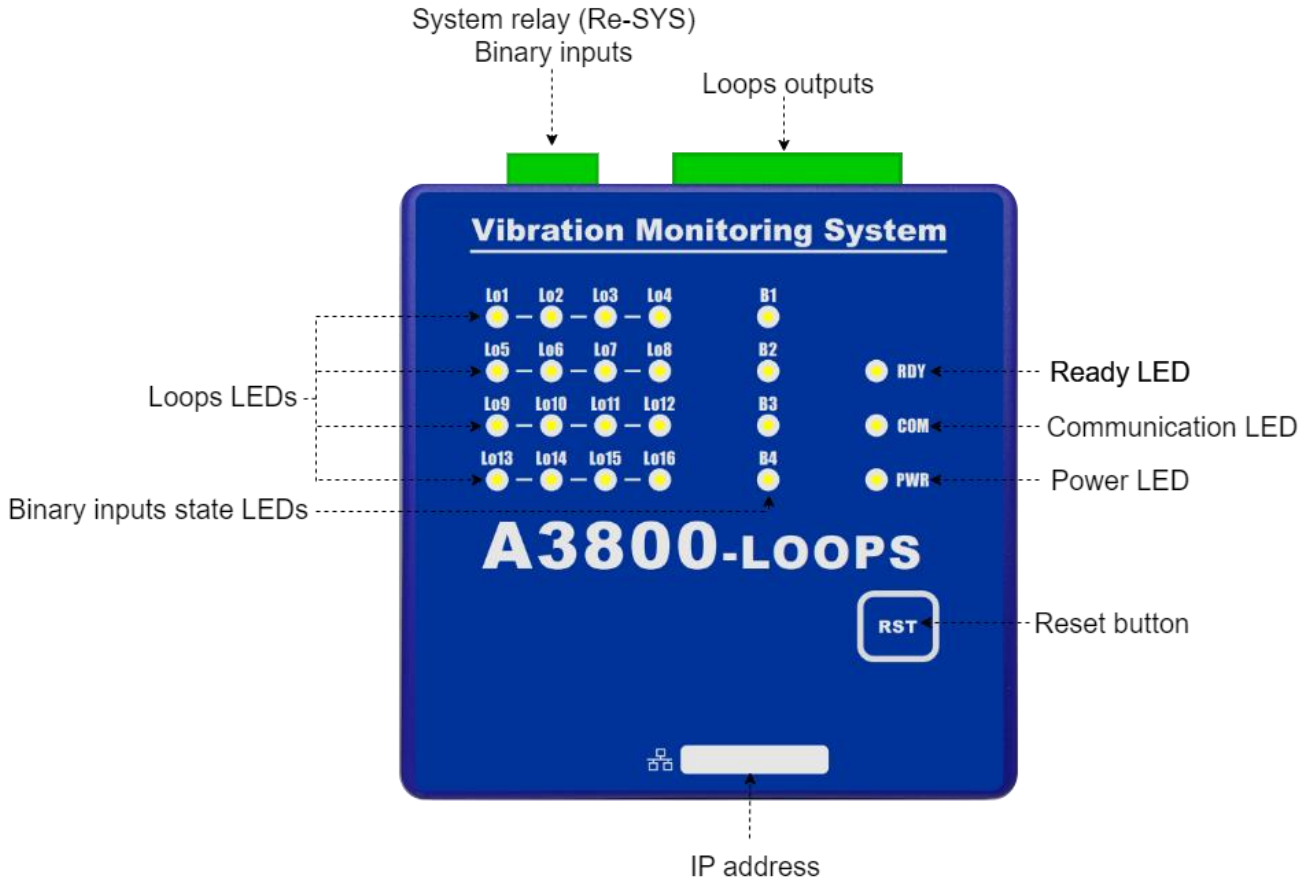 System relay (Re-SYS)
Binary inputs
Loops outputs
Vibration Monitoring System
Lo1 Lo2 Lo3 Lo4 B1
Lo5 Lo6 Lo7 Lo8 B2
RDY
Ready LED
Loops LEDs
Lo9 Lo10 Lo11 Lo12 B3
COM
Communication LED
Lo13 Lo14 Lo15 Lo16 B4
PWR
Power LED
Binary inputs state LEDs
A3800-LOOPS
RST
Reset button
IP address